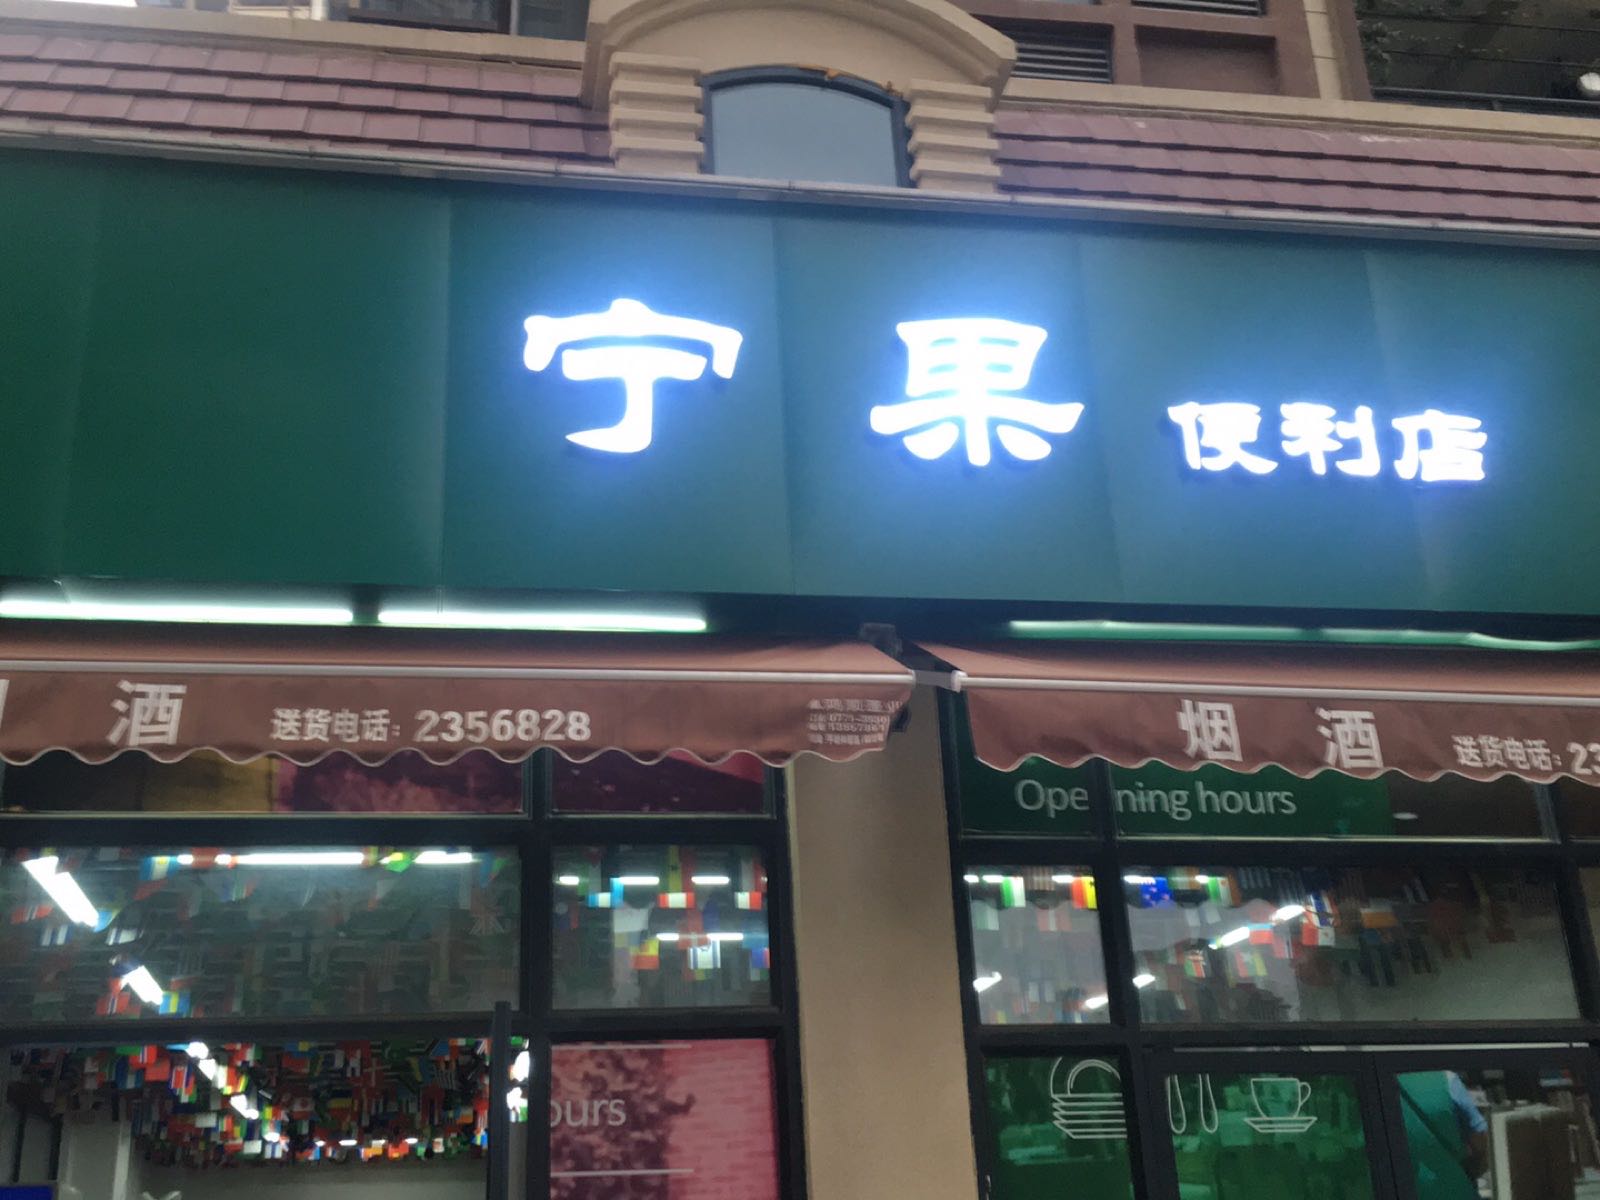 宁果 便利店
酒 送货电话: 2356828
烟 酒 送货电话: 23
Opening hours
ours